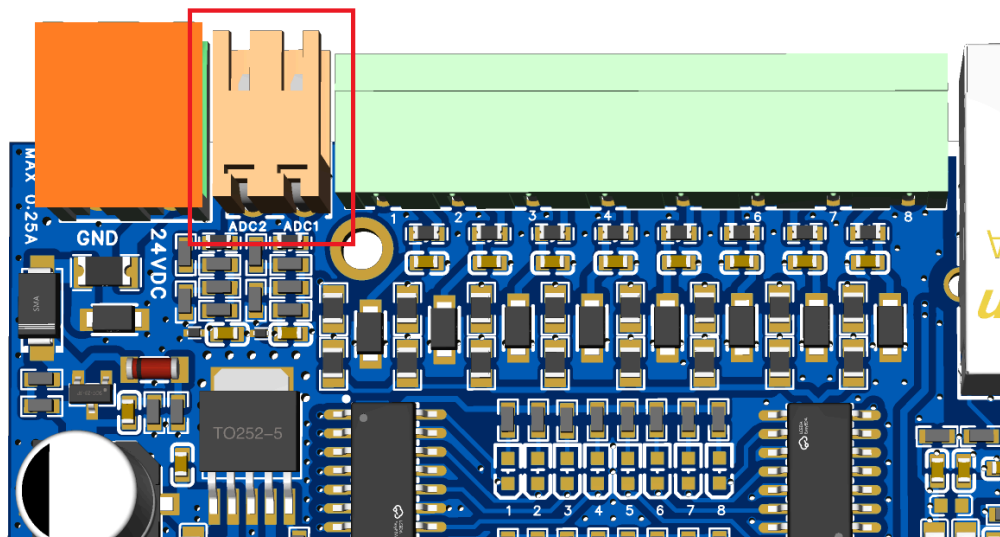 MAX 0.25A
GND
24VDC
ADC2
ADC1
1
2
3
4
6
7
8
SMA
TO252-5
1 2 3 4 5 6 7 8